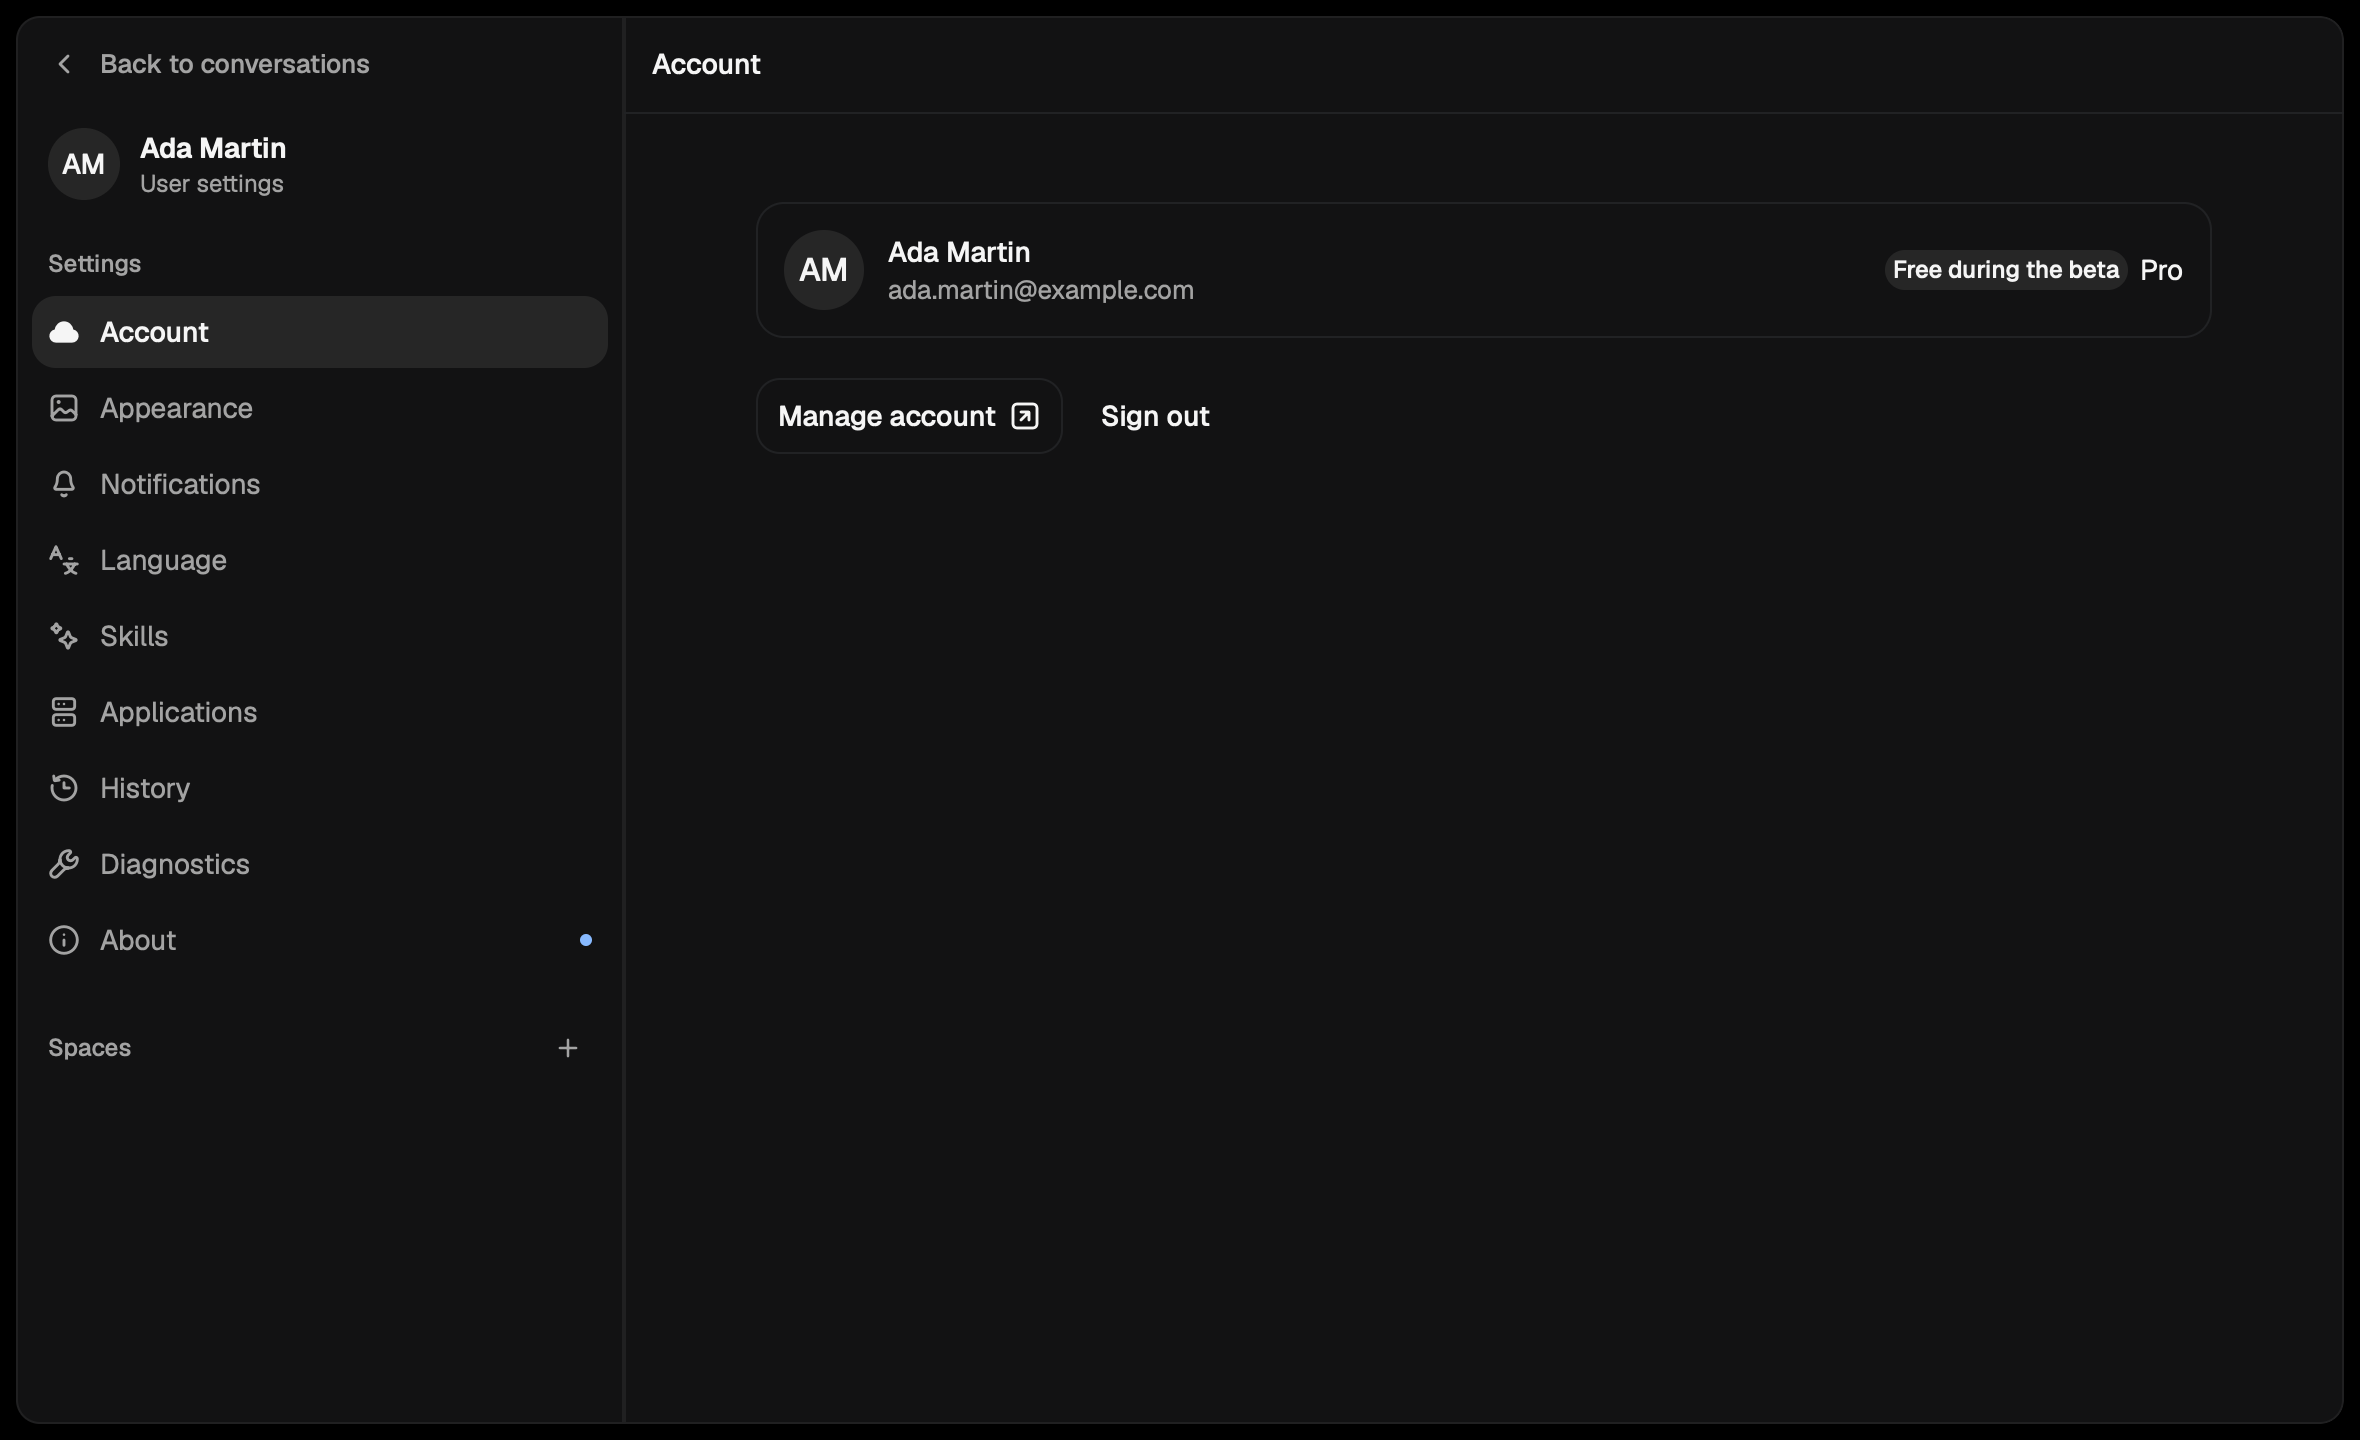 Back to conversations
AM
Ada Martin
User settings
Settings
Account
Appearance
Notifications
Language
Skills
Applications
History
Diagnostics
About
Spaces
Account
AM
Ada Martin
ada.martin@example.com
Free during the beta Pro
Manage account
Sign out